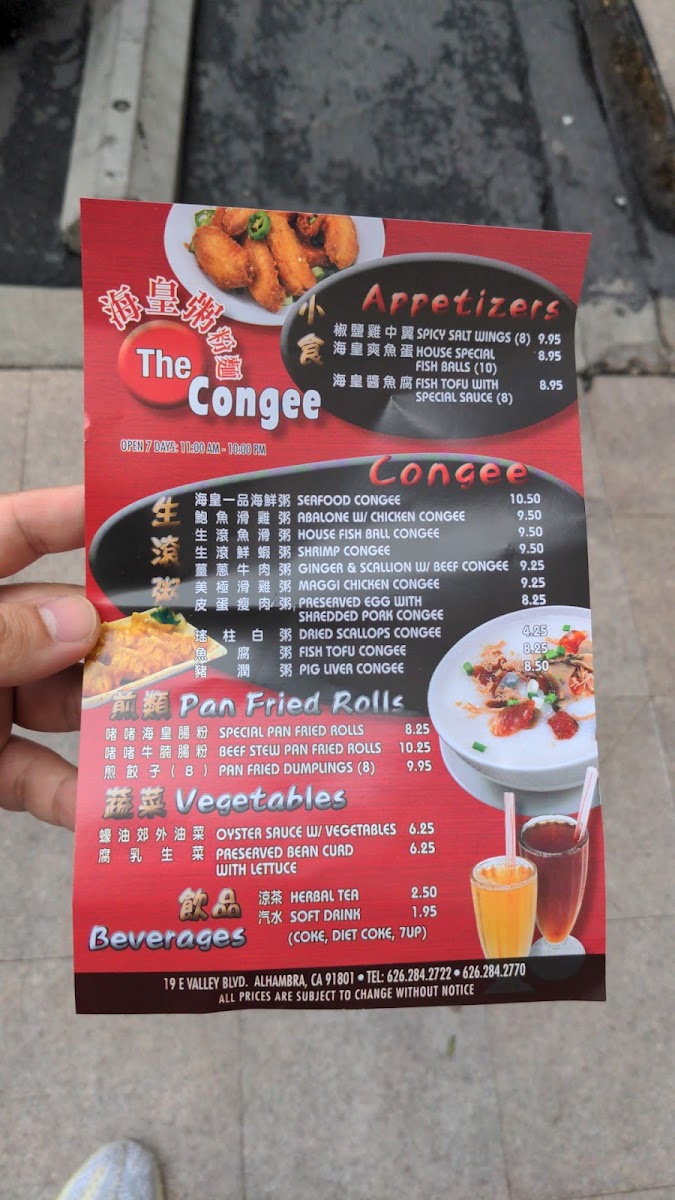 海皇粥粉麵
The
Congee
OPEN 7 DAYS: 11:00 AM - 10:00 PM
小食 Appetizers
椒鹽雞中翼 SPICY SALT WINGS (8) 9.95
海皇爽魚蛋 HOUSE SPECIAL 8.95
FISH BALLS (10)
海皇醬魚腐 FISH TOFU WITH 8.95
SPECIAL SAUCE (8)
生滾粥 Congee
海皇一品海鮮粥 SEAFOOD CONGEE 10.50
鮑魚滑雞粥 ABALONE W/ CHICKEN CONGEE 9.50
生滾魚滑粥 HOUSE FISH BALL CONGEE 9.50
生滾鮮蝦粥 SHRIMP CONGEE 9.50
薑蔥牛肉粥 GINGER & SCALLION W/ BEEF CONGEE 9.25
美極滑雞粥 MAGGI CHICKEN CONGEE 9.25
皮蛋瘦肉粥 PRESERVED EGG WITH 8.25
SHREDDED PORK CONGEE
瑤柱白粥 DRIED SCALLOPS CONGEE 4.25
魚腐粥 FISH TOFU CONGEE 8.25
豬潤粥 PIG LIVER CONGEE 8.50
煎類 Pan Fried Rolls
啫啫海皇腸粉 SPECIAL PAN FRIED ROLLS 8.25
啫啫牛腩腸粉 BEEF STEW PAN FRIED ROLLS 10.25
煎餃子(8) PAN FRIED DUMPLINGS (8) 9.95
蔬菜 Vegetables
蠔油郊外油菜 OYSTER SAUCE W/ VEGETABLES 6.25
腐乳生菜 PRESERVED BEAN CURD 6.25
WITH LETTUCE
飲品
Beverages
涼茶 HERBAL TEA 2.50
汽水 SOFT DRINK 1.95
(COKE, DIET COKE, 7UP)
19 E VALLEY BLVD. ALHAMBRA, CA 91801 • TEL: 626.284.2722 • 626.284.2770
ALL PRICES ARE SUBJECT TO CHANGE WITHOUT NOTICE